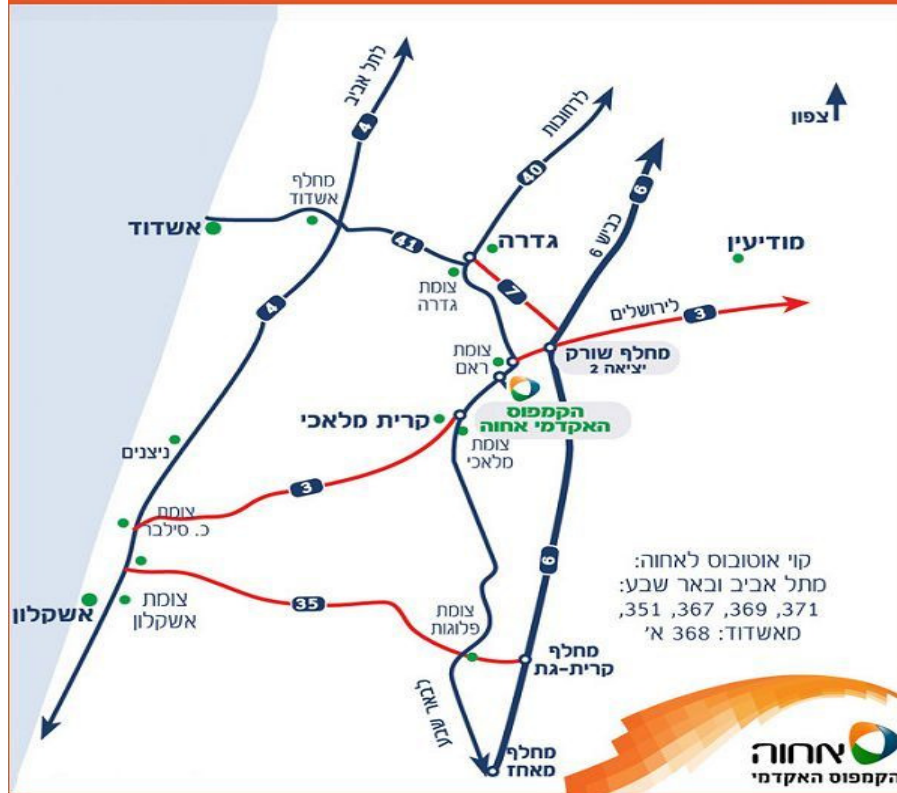 לתל אביב
4
לרחובות
40
צפון
מחלף
אשדוד
6
אשדוד
41
גדרה
כביש 6
מודיעין
צומת
גדרה
7
4
לירושלים
3
צומת
ראם
מחלף שורק
יציאה 2
הקמפוס
האקדמי אחוה
קרית מלאכי
צומת
מלאכי
ניצנים
3
צומת
כ. סילבר
6
קוי אוטובוס לאחוה:
מתל אביב ובאר שבע:
371, 369, 367, 351,
מאשדוד: 368 א'
אשקלון
צומת
אשקלון
35
צומת
פלוגות
מחלף
קרית-גת
לבאר שבע
מחלף
מאחז
אחוה
הקמפוס האקדמי